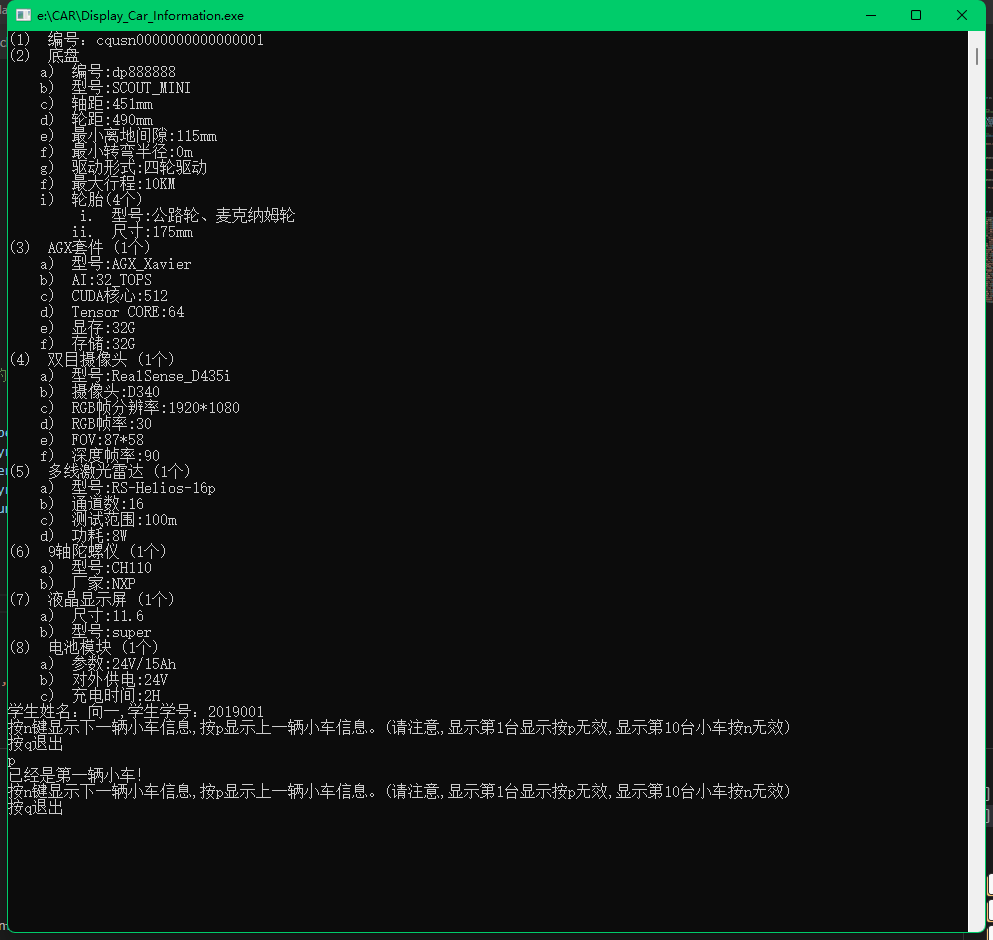 e:\CAR\Display_Car_Information.exe
(1) 编号: cqusn0000000000000001
(2) 底盘
a) 编号:dp888888
b) 型号:SCOUT_MINI
c) 轴距:451mm
d) 轮距:490mm
e) 最小离地间隙:115mm
f) 最小转弯半径:0m
g) 驱动形式:四轮驱动
f) 最大行程:10KM
i) 轮胎(4个)
i. 型号:公路轮、麦克纳姆轮
ii. 尺寸:175mm
(3) AGX套件 (1个)
a) 型号:AGX_Xavier
b) AI:32_TOPS
c) CUDA核心:512
d) Tensor CORE:64
e) 显存:32G
f) 存储:32G
(4) 双目摄像头 (1个)
a) 型号:RealSense_D435i
b) 摄像头:D340
c) RGB帧分辨率:1920*1080
d) RGB帧率:30
e) FOV:87*58
f) 深度帧率:90
(5) 多线激光雷达 (1个)
a) 型号:RS-Helios-16p
b) 通道数:16
c) 测试范围:100m
d) 功耗:8W
(6) 9轴陀螺仪 (1个)
a) 型号:CH110
b) 厂家:NXP
(7) 液晶显示屏 (1个)
a) 尺寸:11.6
b) 型号:super
(8) 电池模块 (1个)
a) 参数:24V/15Ah
b) 对外供电:24V
c) 充电时间:2H
学生姓名: 向一,学生学号: 2019001
按n键显示下一辆小车信息,按p显示上一辆小车信息。(请注意,显示第1台显示按p无效,显示第10台小车按n无效)
按q退出
p
已经是第一辆小车!
按n键显示下一辆小车信息,按p显示上一辆小车信息。(请注意,显示第1台显示按p无效,显示第10台小车按n无效)
按q退出